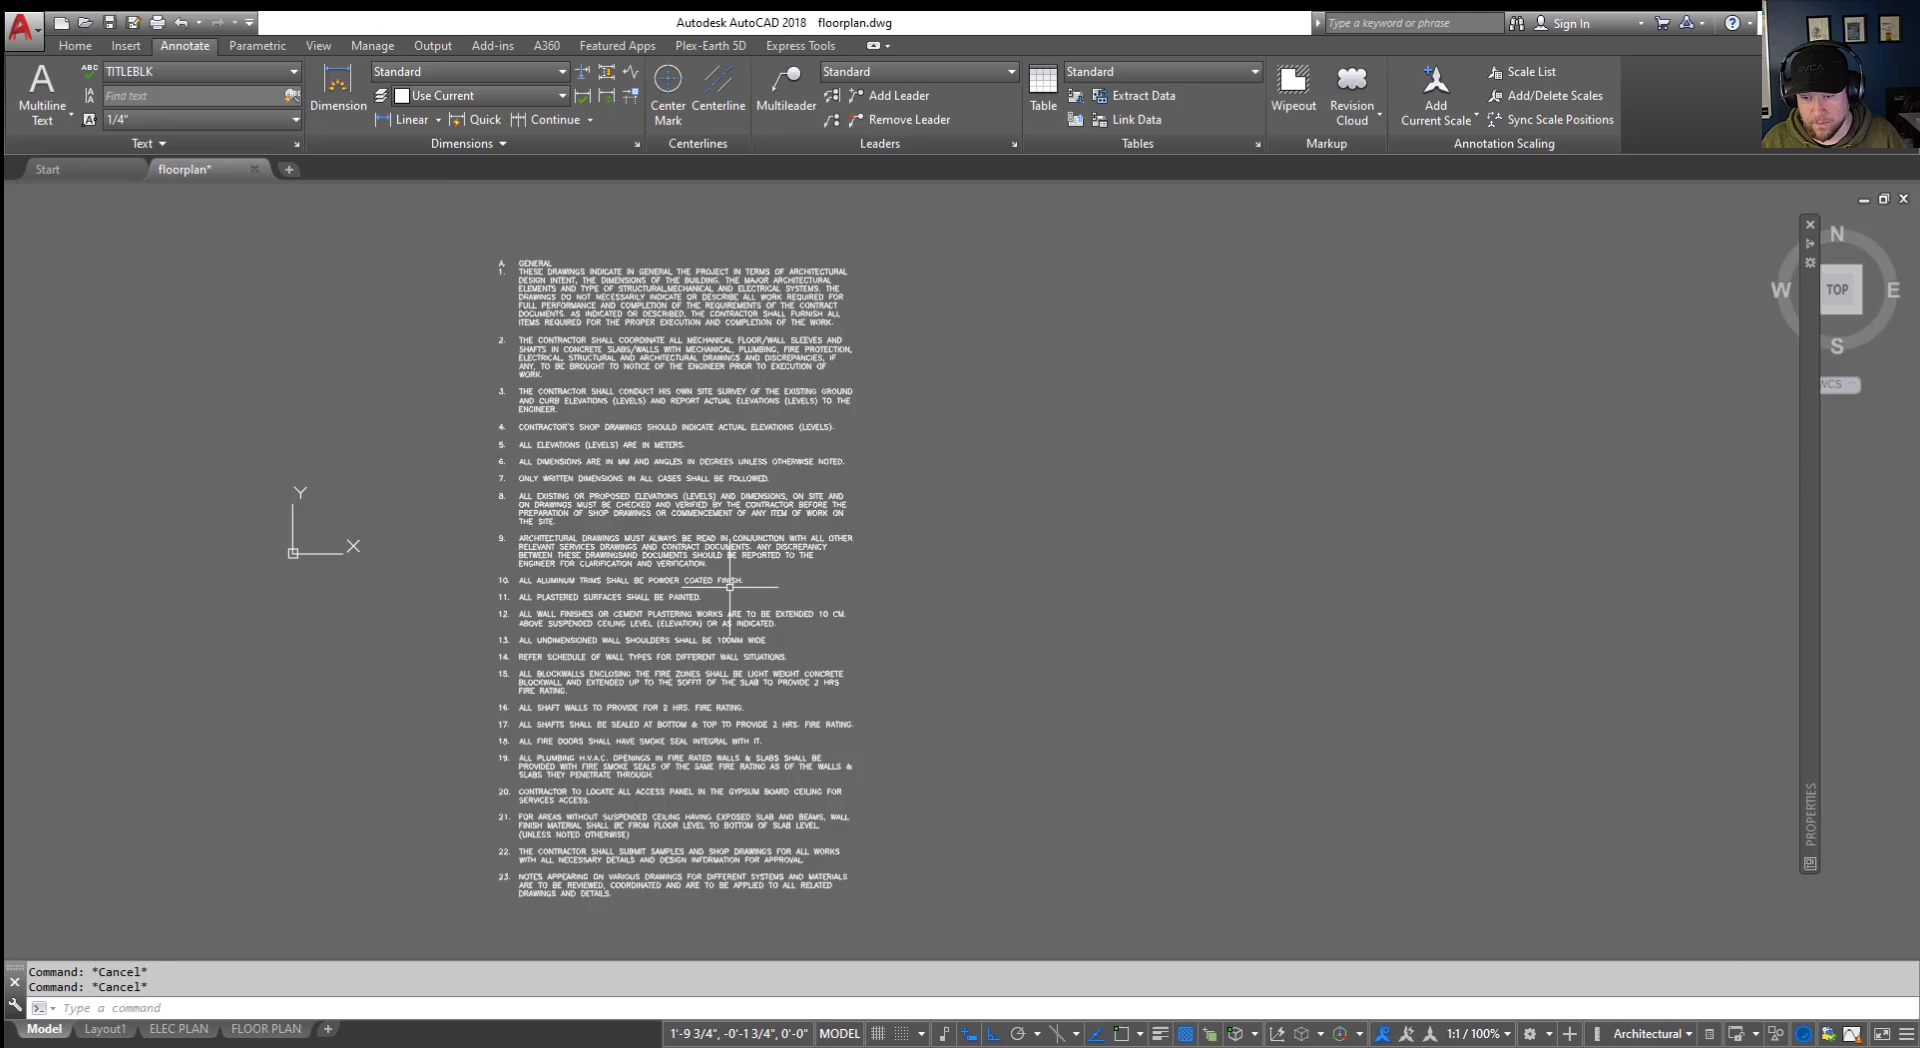 Autodesk AutoCAD 2018 floorplan.dwg
Type a keyword or phrase
Sign In
Home Insert Annotate Parametric View Manage Output Add-ins A360 Featured Apps Plex-Earth 5D Express Tools
A
Multiline
Text
ABC
TITLEBLK
Find text
1/4"
Text
Dimension
Standard
Use Current
Linear Quick Continue
Dimensions
Center
Mark
Centerline
Centerlines
Multileader
Standard
Add Leader
Remove Leader
Leaders
Table
Standard
Extract Data
Link Data
Tables
Wipeout
Revision
Cloud
Markup
Add
Current Scale
Scale List
Add/Delete Scales
Sync Scale Positions
Annotation Scaling
Start floorplan*
N
W TOP E
S
WCS
PROPERTIES
Y
X
A. GENERAL
1. THESE DRAWINGS INDICATE IN GENERAL THE PROJECT IN TERMS OF ARCHITECTURAL
DESIGN INTENT, THE DIMENSIONS OF THE BUILDING, THE MAJOR ARCHITECTURAL
ELEMENTS AND TYPE OF STRUCTURAL,MECHANICAL AND ELECTRICAL SYSTEMS. THE
DRAWINGS DO NOT NECESSARILY INDICATE OR DESCRIBE ALL WORK REQUIRED FOR
FULL PERFORMANCE AND COMPLETION OF THE REQUIREMENTS OF THE CONTRACT
DOCUMENTS. AS INDICATED OR DESCRIBED, THE CONTRACTOR SHALL FURNISH ALL
ITEMS REQUIRED FOR THE PROPER EXECUTION AND COMPLETION OF THE WORK.
2. THE CONTRACTOR SHALL COORDINATE ALL MECHANICAL FLOOR/WALL SLEEVES AND
SHAFTS IN CONCRETE SLABS/WALLS WITH MECHANICAL, PLUMBING, FIRE PROTECTION,
ELECTRICAL, STRUCTURAL AND ARCHITECTURAL DRAWINGS AND DISCREPANCIES, IF
ANY, TO BE BROUGHT TO NOTICE OF THE ENGINEER PRIOR TO EXECUTION OF
WORK.
3. THE CONTRACTOR SHALL CONDUCT HIS OWN SITE SURVEY OF THE EXISTING GROUND
AND CURB ELEVATIONS (LEVELS) AND REPORT ACTUAL ELEVATIONS (LEVELS) TO THE
ENGINEER.
4. CONTRACTOR'S SHOP DRAWINGS SHOULD INDICATE ACTUAL ELEVATIONS (LEVELS).
5. ALL ELEVATIONS (LEVELS) ARE IN METERS.
6. ALL DIMENSIONS ARE IN MM AND ANGLES IN DEGREES UNLESS OTHERWISE NOTED.
7. ONLY WRITTEN DIMENSIONS IN ALL CASES SHALL BE FOLLOWED.
8. ALL EXISTING OR PROPOSED ELEVATIONS (LEVELS) AND DIMENSIONS, ON SITE AND
ON DRAWINGS MUST BE CHECKED AND VERIFIED BY THE CONTRACTOR BEFORE THE
PREPARATION OF SHOP DRAWINGS OR COMMENCEMENT OF ANY ITEM OF WORK ON
THE SITE.
9. ARCHITECTURAL DRAWINGS MUST ALWAYS BE READ IN CONJUNCTION WITH ALL OTHER
RELEVANT SERVICES DRAWINGS AND CONTRACT DOCUMENTS. ANY DISCREPANCY
BETWEEN THESE DRAWINGSAND DOCUMENTS SHOULD BE REPORTED TO THE
ENGINEER FOR CLARIFICATION AND VERIFICATION.
10. ALL ALUMINUM TRIMS SHALL BE POWDER COATED FINISH.
11. ALL PLASTERED SURFACES SHALL BE PAINTED.
12. ALL WALL FINISHES OR CEMENT PLASTERING WORKS ARE TO BE EXTENDED 10 CM.
ABOVE SUSPENDED CEILING LEVEL (ELEVATION) OR AS INDICATED.
13. ALL UNDIMENSIONED WALL SHOULDERS SHALL BE 100MM WIDE
14. REFER SCHEDULE OF WALL TYPES FOR DIFFERENT WALL SITUATIONS.
15. ALL BLOCKWALLS ENCLOSING THE FIRE ZONES SHALL BE LIGHT WEIGHT CONCRETE
BLOCKWALL AND EXTENDED UP TO THE SOFFIT OF THE SLAB TO PROVIDE 2 HRS
FIRE RATING.
16. ALL SHAFT WALLS TO PROVIDE FOR 2 HRS. FIRE RATING.
17. ALL SHAFTS SHALL BE SEALED AT BOTTOM & TOP TO PROVIDE 2 HRS. FIRE RATING.
18. ALL FIRE DOORS SHALL HAVE SMOKE SEAL INTEGRAL WITH IT.
19. ALL PLUMBING H.V.A.C. OPENINGS IN FIRE RATED WALLS & SLABS SHALL BE
PROVIDED WITH FIRE SMOKE SEALS OF THE SAME FIRE RATING AS OF THE WALLS &
SLABS THEY PENETRATE THROUGH.
20. CONTRACTOR TO LOCATE ALL ACCESS PANEL IN THE GYPSUM BOARD CEILING FOR
SERVICES ACCESS.
21. FOR AREAS WITHOUT SUSPENDED CEILING HAVING EXPOSED SLAB AND BEAMS, WALL
FINISH MATERIAL SHALL BE FROM FLOOR LEVEL TO BOTTOM OF SLAB LEVEL.
(UNLESS NOTED OTHERWISE)
22. THE CONTRACTOR SHALL SUBMIT SAMPLES AND SHOP DRAWINGS FOR ALL WORKS
WITH ALL NECESSARY DETAILS AND DESIGN INFORMATION FOR APPROVAL.
23. NOTES APPEARING ON VARIOUS DRAWINGS FOR DIFFERENT SYSTEMS AND MATERIALS
ARE TO BE REVIEWED, COORDINATED AND ARE TO BE APPLIED TO ALL RELATED
DRAWINGS AND DETAILS.
Command: *Cancel*
Command: *Cancel*
Type a command
Model Layout1 ELEC PLAN FLOOR PLAN
1'-9 3/4", -0'-1 3/4", 0'-0" MODEL 1:1 / 100% Architectural